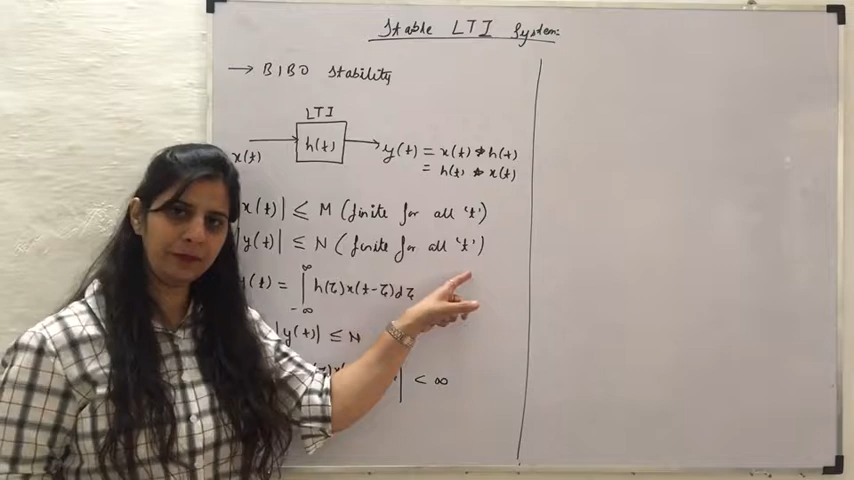 Stable LTI System:
→ BIBO stability
LTI
x(t) h(t) y(t) = x(t) * h(t)
= h(t) * x(t)
x(t)| ≤ M (finite for all 't')
|y(t)| ≤ N (finite for all 't')
y(t) = ∫_{-∞}^{∞} h(τ)x(t-τ)dτ
|y(t)| ≤ N
| < ∞